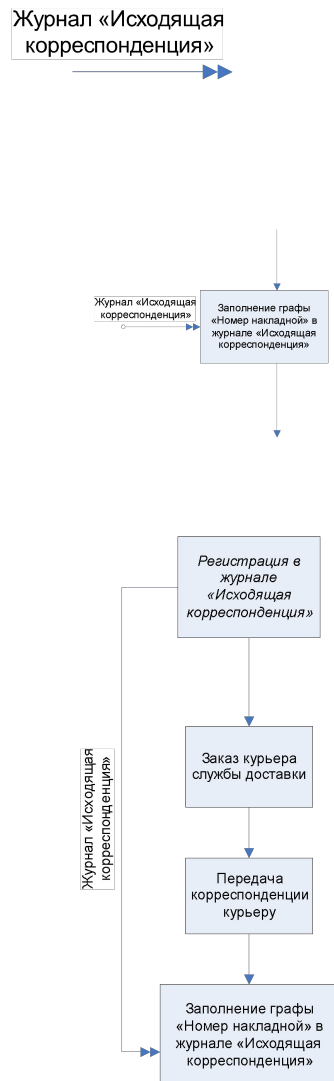 Журнал «Исходящая
корреспонденция»
Журнал «Исходящая
корреспонденция»
Заполнение графы
«Номер накладной» в
журнале «Исходящая
корреспонденция»
Регистрация в
журнале
«Исходящая
корреспонденция»
Журнал «Исходящая
корреспонденция»
Заказ курьера
службы доставки
Передача
корреспонденции
курьеру
Заполнение графы
«Номер накладной» в
журнале «Исходящая
корреспонденция»